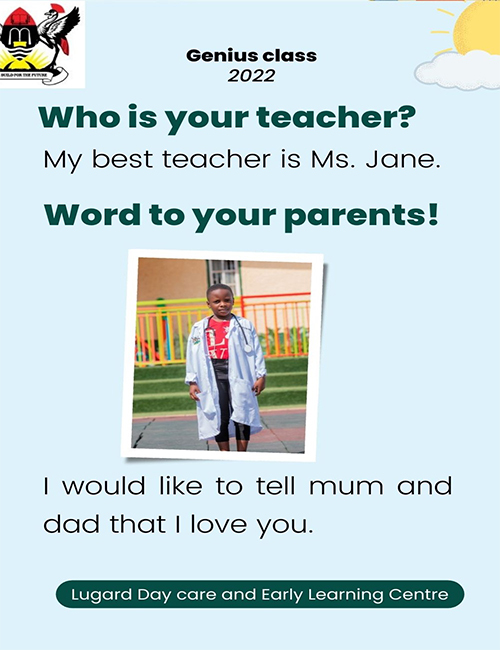 BUILD FOR THE FUTURE
Genius class
2022
Who is your teacher?
My best teacher is Ms. Jane.
Word to your parents!
I would like to tell mum and
dad that I love you.
Lugard Day care and Early Learning Centre